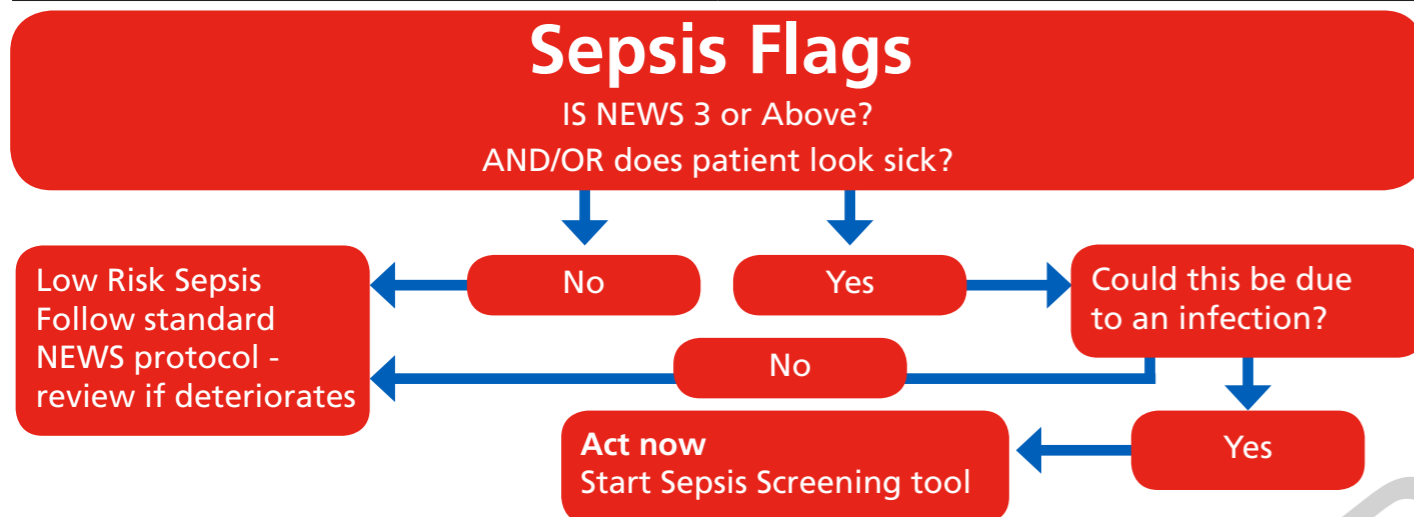 Sepsis Flags
IS NEWS 3 or Above?
AND/OR does patient look sick?
No
Yes
Low Risk Sepsis
Follow standard
NEWS protocol -
review if deteriorates
Could this be due
to an infection?
No
Yes
Act now
Start Sepsis Screening tool